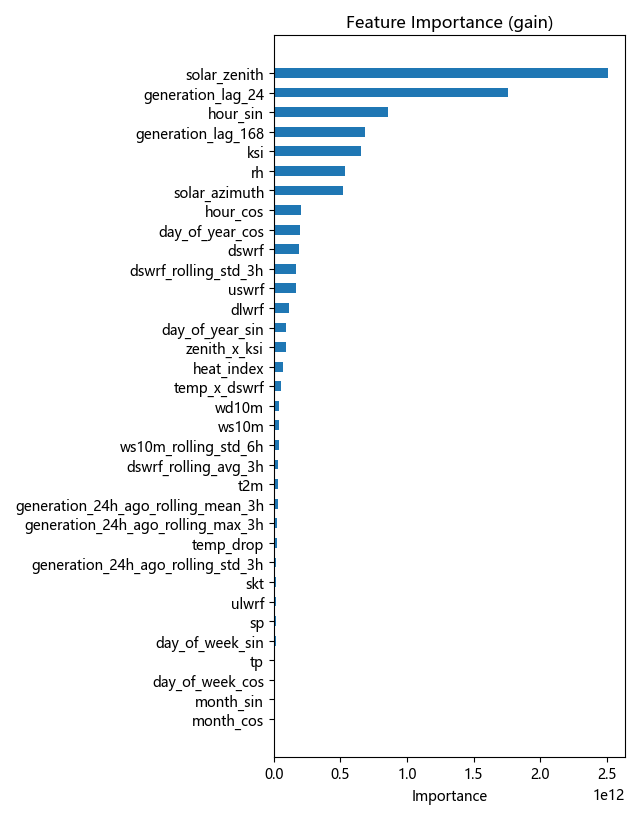 Feature Importance (gain)
solar_zenith
generation_lag_24
hour_sin
generation_lag_168
ksi
rh
solar_azimuth
hour_cos
day_of_year_cos
dswrf
dswrf_rolling_std_3h
uswrf
dlwrf
day_of_year_sin
zenith_x_ksi
heat_index
temp_x_dswrf
wd10m
ws10m
ws10m_rolling_std_6h
dswrf_rolling_avg_3h
t2m
generation_24h_ago_rolling_mean_3h
generation_24h_ago_rolling_max_3h
temp_drop
generation_24h_ago_rolling_std_3h
skt
ulwrf
sp
day_of_week_sin
tp
day_of_week_cos
month_sin
month_cos
0.0 0.5 1.0 1.5 2.0 2.5
Importance 1e12